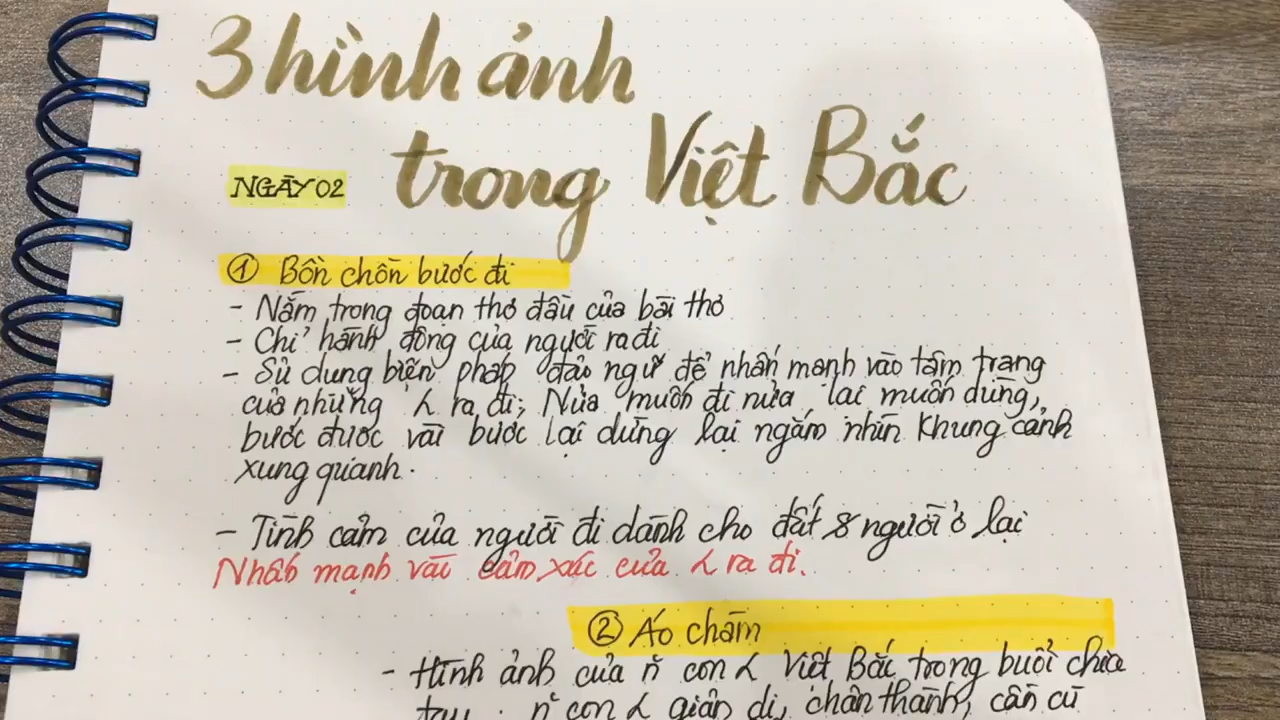 3 hình ảnh
trong Việt Bắc
NGÀY 02
① Bồn chồn bước đi
- Nằm trong đoạn thơ đầu của bài thơ
- Chỉ hành động của người ra đi
- Sử dụng biện pháp đảo ngữ để nhấn mạnh vào tâm trạng
của những λ ra đi; Nửa muốn đi nửa lại muốn dừng,
bước được vài bước lại dừng lại ngắm nhìn khung cảnh
xung quanh.
- Tình cảm của người đi dành cho đất & người ở lại
Nhấn mạnh vào cảm xúc của λ ra đi.
② Áo chàm
- Hình ảnh của ň con λ Việt Bắc trong buổi chia
tay. ň con λ giản dị, chân thành, cần cù